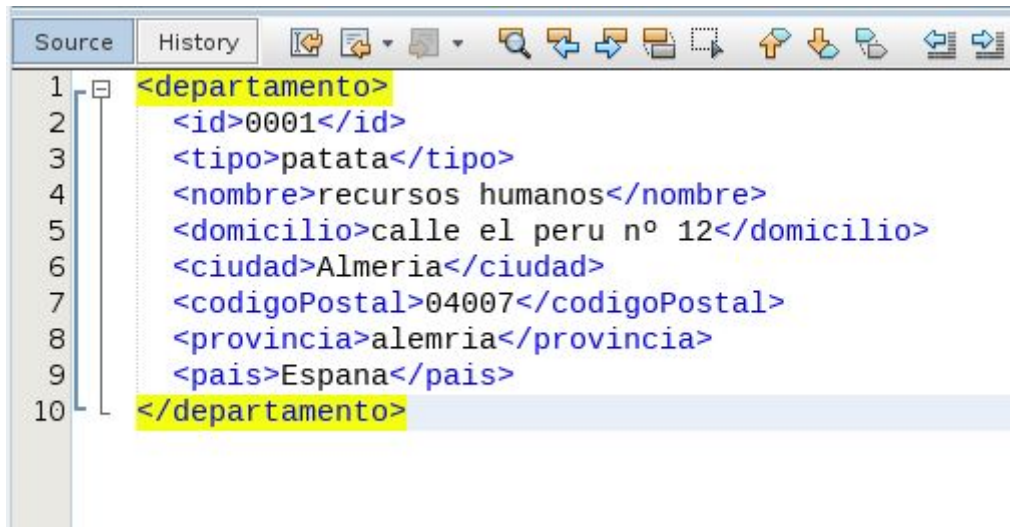 Source History
1 <departamento>
2 <id>0001</id>
3 <tipo>patata</tipo>
4 <nombre>recursos humanos</nombre>
5 <domicilio>calle el peru nº 12</domicilio>
6 <ciudad>Almeria</ciudad>
7 <codigoPostal>04007</codigoPostal>
8 <provincia>alemria</provincia>
9 <pais>Espana</pais>
10 </departamento>